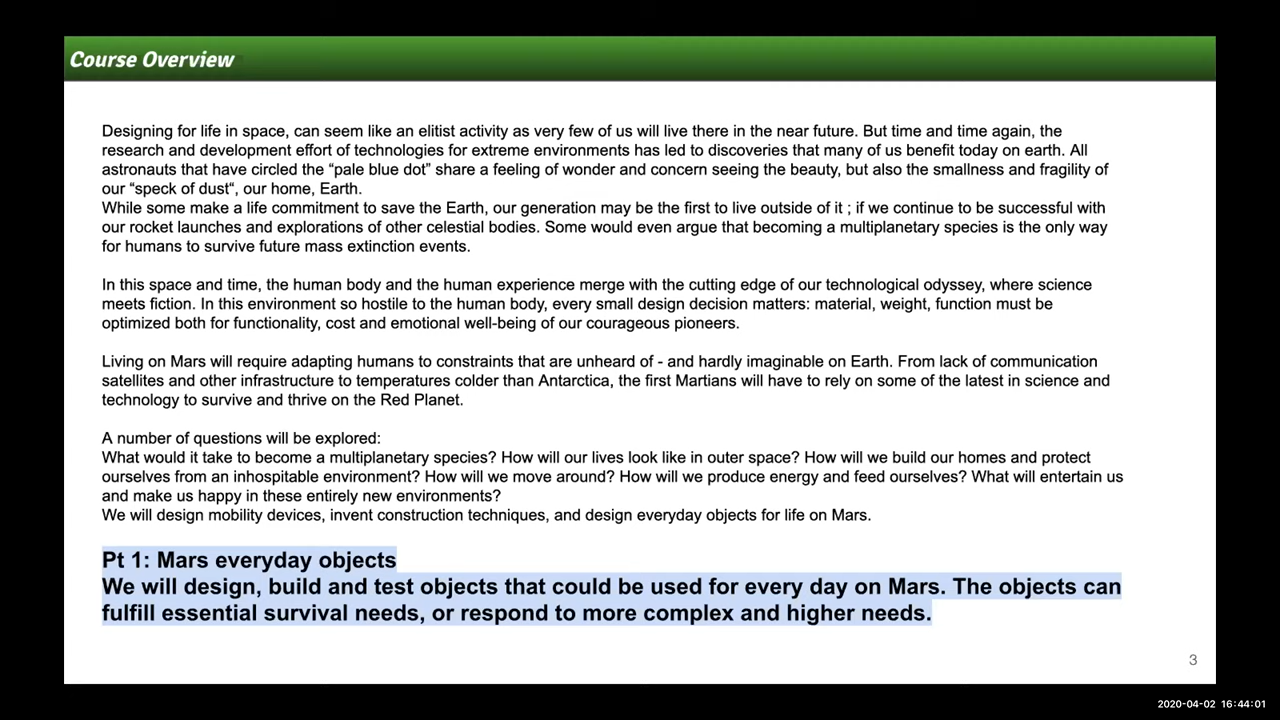 Course Overview
Designing for life in space, can seem like an elitist activity as very few of us will live there in the near future. But time and time again, the
research and development effort of technologies for extreme environments has led to discoveries that many of us benefit today on earth. All
astronauts that have circled the “pale blue dot” share a feeling of wonder and concern seeing the beauty, but also the smallness and fragility of
our “speck of dust“, our home, Earth.
While some make a life commitment to save the Earth, our generation may be the first to live outside of it ; if we continue to be successful with
our rocket launches and explorations of other celestial bodies. Some would even argue that becoming a multiplanetary species is the only way
for humans to survive future mass extinction events.
In this space and time, the human body and the human experience merge with the cutting edge of our technological odyssey, where science
meets fiction. In this environment so hostile to the human body, every small design decision matters: material, weight, function must be
optimized both for functionality, cost and emotional well-being of our courageous pioneers.
Living on Mars will require adapting humans to constraints that are unheard of - and hardly imaginable on Earth. From lack of communication
satellites and other infrastructure to temperatures colder than Antarctica, the first Martians will have to rely on some of the latest in science and
technology to survive and thrive on the Red Planet.
A number of questions will be explored:
What would it take to become a multiplanetary species? How will our lives look like in outer space? How will we build our homes and protect
ourselves from an inhospitable environment? How will we move around? How will we produce energy and feed ourselves? What will entertain us
and make us happy in these entirely new environments?
We will design mobility devices, invent construction techniques, and design everyday objects for life on Mars.
Pt 1: Mars everyday objects
We will design, build and test objects that could be used for every day on Mars. The objects can
fulfill essential survival needs, or respond to more complex and higher needs.
3
2020-04-02 16:44:01